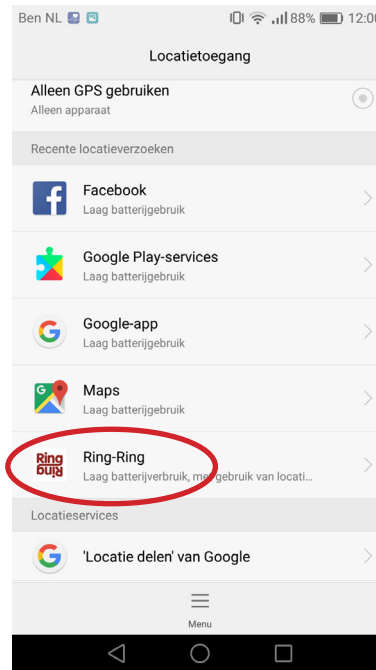 Ben NL 88% 12:00
Locatietoegang
Alleen GPS gebruiken
Alleen apparaat
Recente locatieverzoeken
Facebook
Laag batterijgebruik
Google Play-services
Laag batterijgebruik
Google-app
Laag batterijgebruik
Maps
Laag batterijgebruik
Ring
Ring
Ring-Ring
Laag batterijverbruik, met gebruik van locati...
Locatieservices
'Locatie delen' van Google
Menu